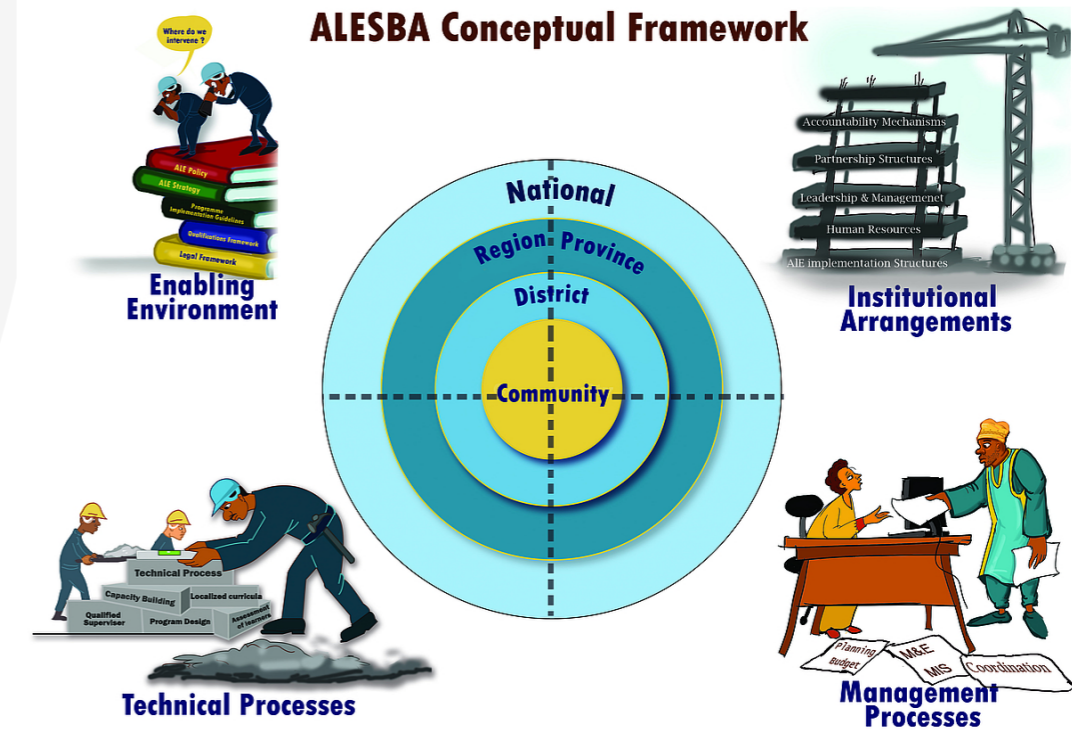 ALESBA Conceptual Framework
Where do we
intervene ?
ALE Policy
ALE Strategy
Programme
Implementation Guidelines
Qualifications Framework
Legal Framework
Enabling
Environment
Accountability Mechanisms
Partnership Structures
Leadership & Managemenet
Human Resources
AlE implementation Structures
Institutional
Arrangements
National
Region Province
District
Community
Technical Process
Capacity Building
Localized curricula
Qualified
Superviser
Program Design
Assessment
of learners
Technical Processes
Planning
Budget
M&E
MIS
Coordination
Management
Processes